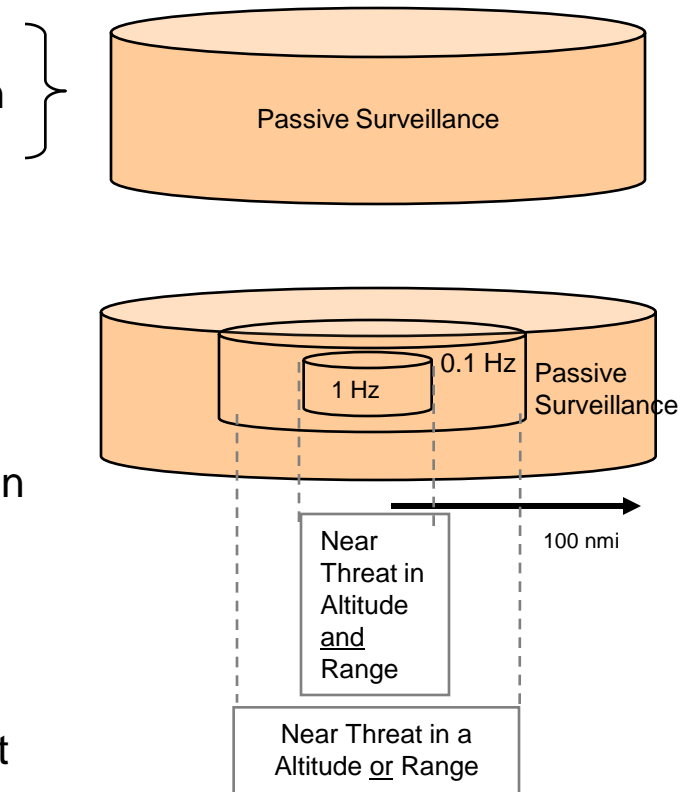 Passive Surveillance
0.1 Hz
1 Hz
Passive
Surveillance
100 nmi
Near
Threat in
Altitude
and
Range
Near Threat in a
Altitude or Range